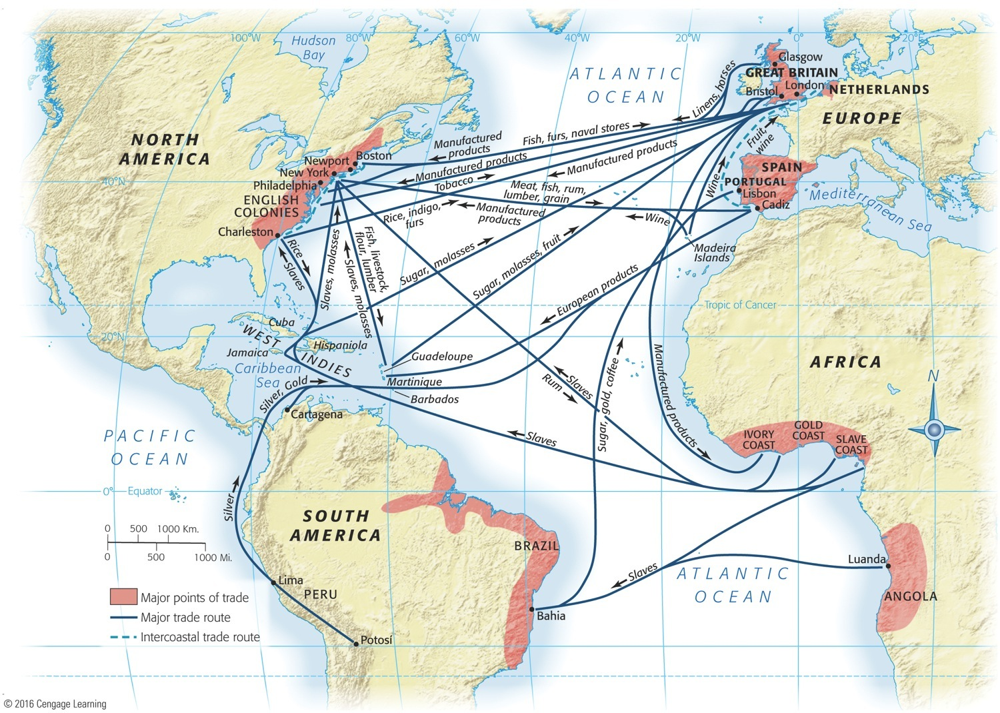 100°W
80°W
60°W
40°W
20°W
0°
20°
Hudson
Bay
ATLANTIC
OCEAN
Glasgow
GREAT BRITAIN
London
Bristol
NETHERLANDS
EUROPE
Linens, horses
NORTH
AMERICA
Fish, furs, naval stores
Manufactured
products
Manufactured products
Manufactured products
Fruit,
wine
Boston
Newport
New York
Philadelphia
40°N
ENGLISH
COLONIES
Charleston
Tobacco
Meat, fish, rum,
lumber, grain
Rice, indigo,
furs
Manufactured
products
Wine
Wine
SPAIN
PORTUGAL
Lisbon
Cadiz
Mediterranean Sea
Madeira
Islands
Rice
Slaves
Slaves, molasses
Fish, livestock,
flour, lumber
Slaves, molasses
Sugar, molasses
Sugar, molasses, fruit
European products
Tropic of Cancer
20°N
Cuba
WEST
INDIES
Jamaica
Hispaniola
Caribbean
Sea
Guadeloupe
Martinique
Barbados
Silver, Gold
Cartagena
Slaves
Rum
Sugar, gold, coffee
Manufactured products
AFRICA
N
PACIFIC
OCEAN
Slaves
IVORY
COAST
GOLD
COAST
SLAVE
COAST
0°
Equator
Silver
SOUTH
AMERICA
BRAZIL
0 500 1000 Km.
0 500 1000 Mi.
Lima
PERU
Slaves
Luanda
ATLANTIC
OCEAN
ANGOLA
Bahia
Potosí
Major points of trade
Major trade route
Intercoastal trade route
© 2016 Cengage Learning